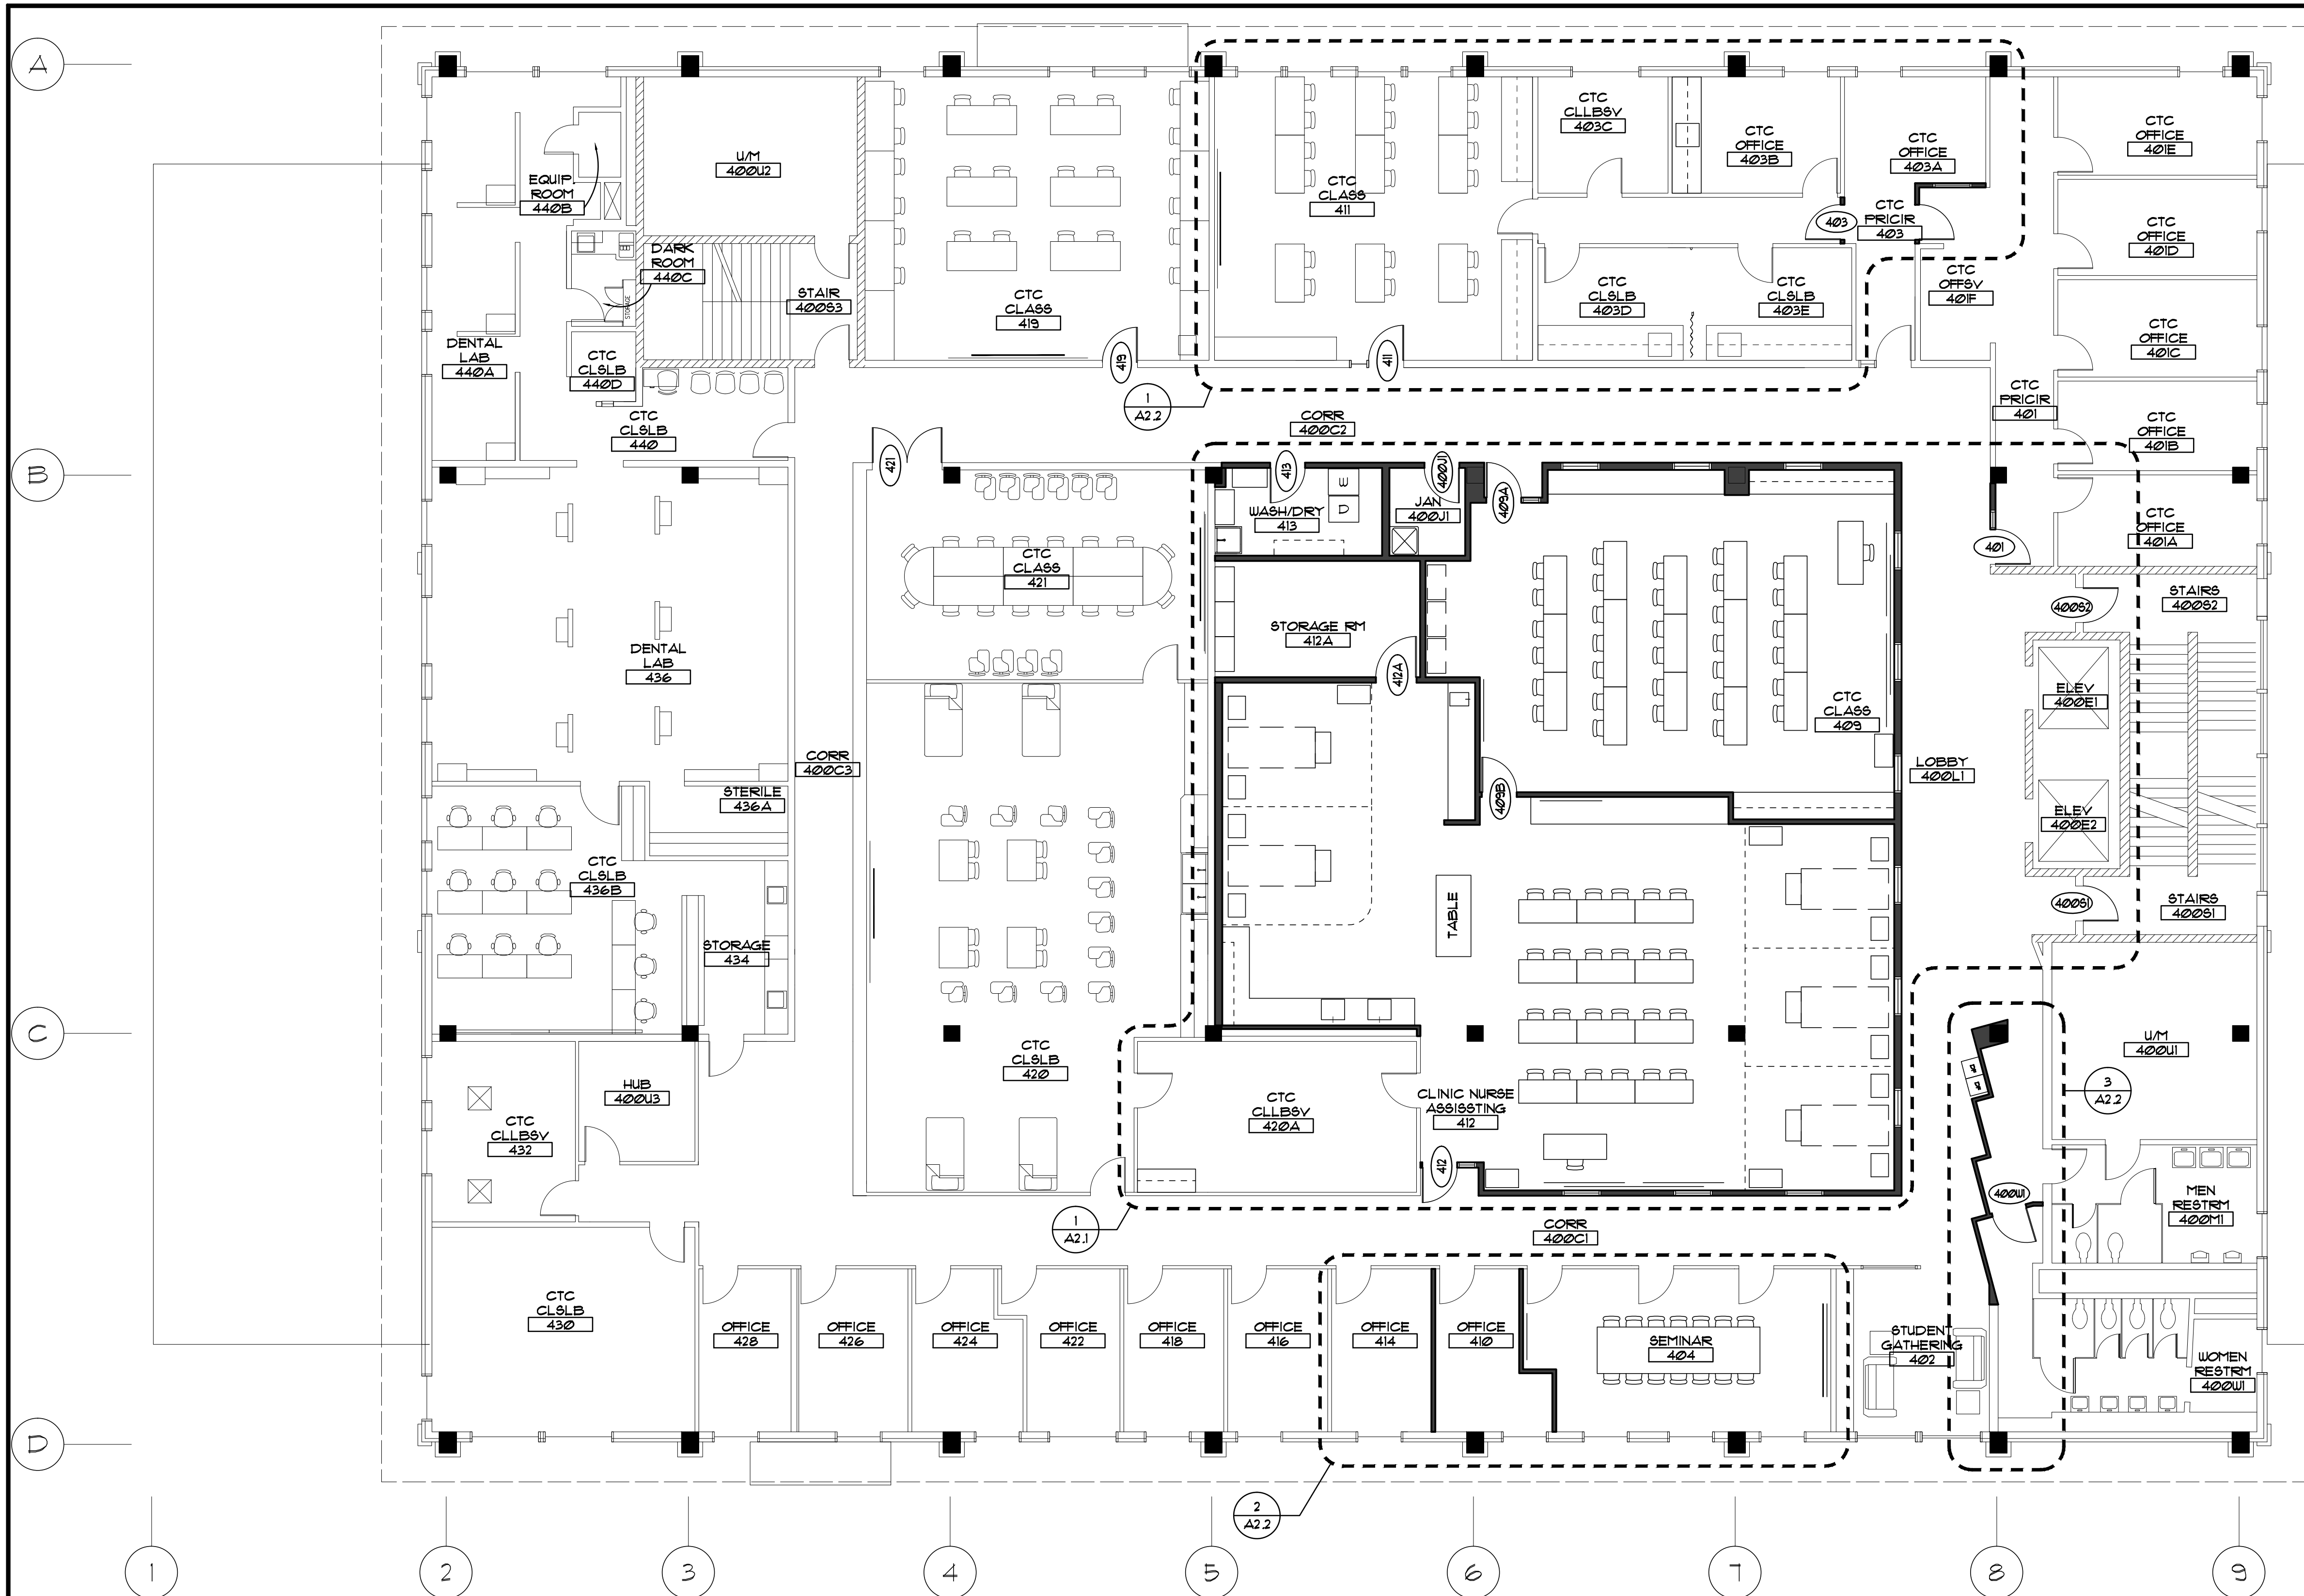 A
CTC
CLLBSV
403C
CTC
OFFICE
403B
CTC
OFFICE
403A
CTC
OFFICE
401E
U/M
400U2
EQUIP.
ROOM
440B
CTC
CLASS
411
CTC
PRICIR
403
403
CTC
OFFICE
401D
DARK
ROOM
440C
STORAGE
STAIR
400S3
CTC
CLASS
419
CTC
CLSLB
403D
CTC
CLSLB
403E
CTC
OFFSV
401F
CTC
OFFICE
401C
DENTAL
LAB
440A
CTC
CLSLB
440D
419
411
1
A2.2
CTC
PRICIR
401
CTC
CLSLB
440
CORR
400C2
CTC
OFFICE
401B
B
421
413
400J1
409A
W
D
WASH/DRY
413
JAN
400J1
CTC
OFFICE
401A
401
CTC
CLASS
421
STAIRS
400S2
400S2
STORAGE RM
412A
412A
DENTAL
LAB
436
ELEV
400E1
CTC
CLASS
409
CORR
400C3
LOBBY
400L1
STERILE
436A
409B
ELEV
400E2
CTC
CLSLB
436B
TABLE
400S1
STAIRS
400S1
STORAGE
434
C
CTC
CLSLB
420
U/M
400U1
HUB
400U3
3
A2.2
CTC
CLLBSV
432
CTC
CLLBSV
420A
CLINIC NURSE
ASSISSTING
412
412
400W1
MEN
RESTRM
400M1
1
A2.1
CORR
400C1
CTC
CLSLB
430
OFFICE
428
OFFICE
426
OFFICE
424
OFFICE
422
OFFICE
418
OFFICE
416
OFFICE
414
OFFICE
410
SEMINAR
404
STUDENT
GATHERING
402
WOMEN
RESTRM
400W1
D
2
A2.2
1
2
3
4
5
6
7
8
9